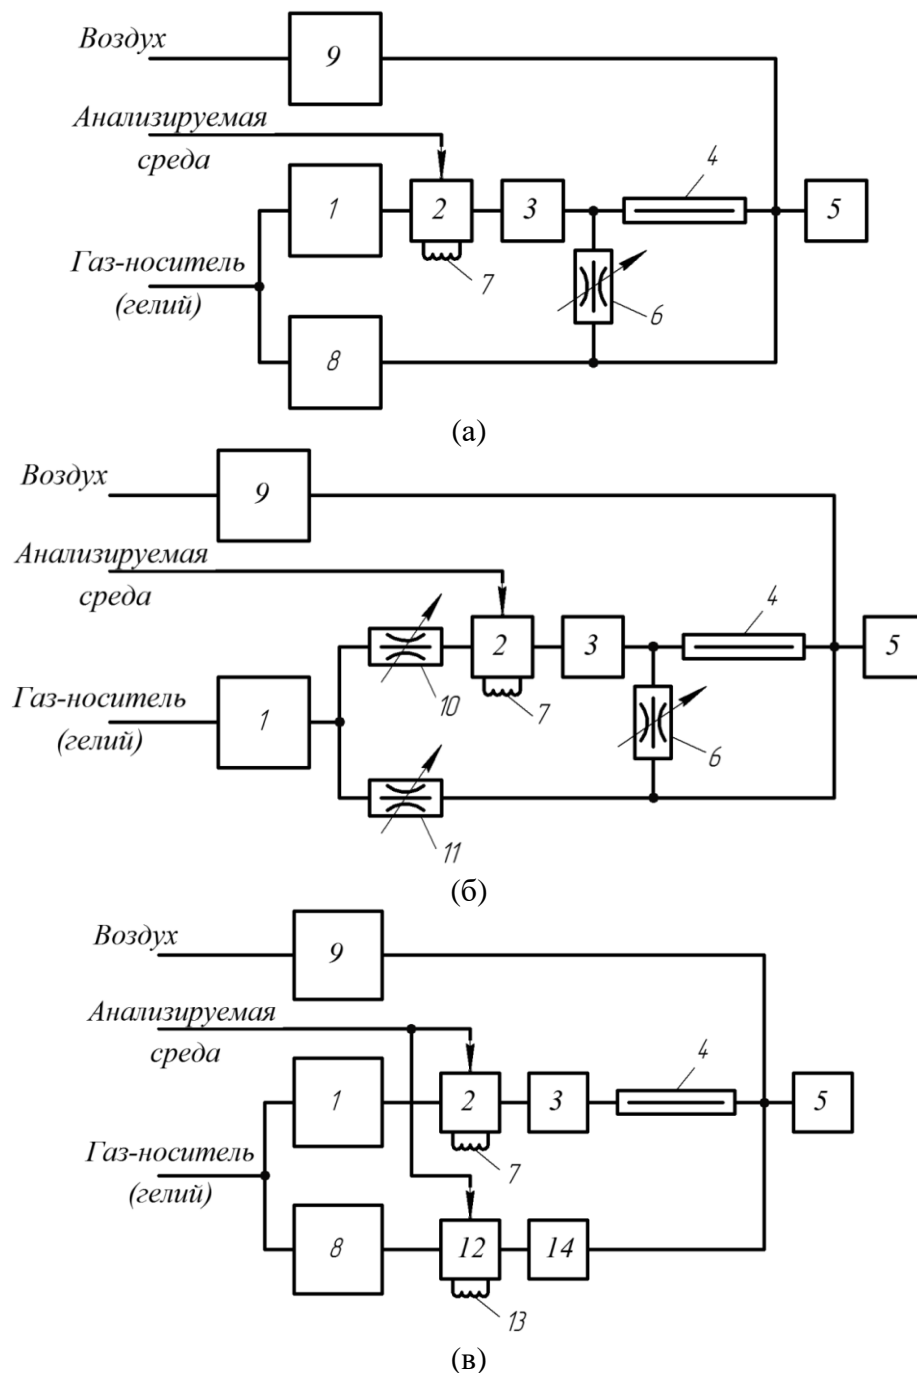 Воздух
9
Анализируемая
среда
4
1
2
3
5
Газ-носитель
(гелий)
7
6
8
(а)
Воздух
9
Анализируемая
среда
4
2
3
5
Газ-носитель
(гелий)
1
10
7
6
11
(б)
Воздух
9
Анализируемая
среда
4
1
2
3
5
Газ-носитель
(гелий)
7
8
12
14
13
(в)